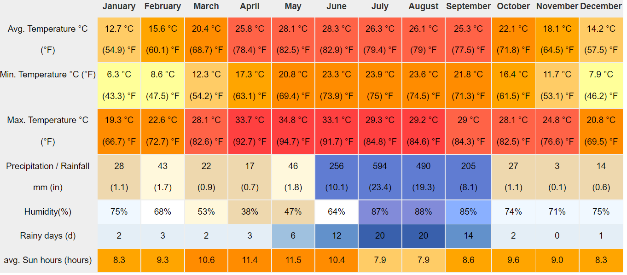 January February March April May June July August September October November December
Avg. Temperature °C 12.7 °C 15.6 °C 20.4 °C 25.8 °C 28.1 °C 28.3 °C 26.3 °C 26.1 °C 25.3 °C 22.1 °C 18.1 °C 14.2 °C
(°F) (54.9) °F (60.1) °F (68.7) °F (78.4) °F (82.5) °F (82.9) °F (79.4) °F (79) °F (77.5) °F (71.8) °F (64.5) °F (57.5) °F
Min. Temperature °C (°F) 6.3 °C 8.6 °C 12.3 °C 17.3 °C 20.8 °C 23.3 °C 23.9 °C 23.6 °C 21.8 °C 16.4 °C 11.7 °C 7.9 °C
(43.3) °F (47.5) °F (54.2) °F (63.1) °F (69.4) °F (73.9) °F (75) °F (74.5) °F (71.3) °F (61.5) °F (53.1) °F (46.2) °F
Max. Temperature °C 19.3 °C 22.6 °C 28.1 °C 33.7 °C 34.8 °C 33.1 °C 29.3 °C 29.2 °C 29 °C 28.1 °C 24.8 °C 20.8 °C
(°F) (66.7) °F (72.7) °F (82.6) °F (92.7) °F (94.7) °F (91.7) °F (84.8) °F (84.6) °F (84.3) °F (82.5) °F (76.6) °F (69.5) °F
Precipitation / Rainfall 28 43 22 17 46 256 594 490 205 27 3 14
mm (in) (1.1) (1.7) (0.9) (0.7) (1.8) (10.1) (23.4) (19.3) (8.1) (1.1) (0.1) (0.6)
Humidity(%) 75% 68% 53% 38% 47% 64% 87% 88% 85% 74% 71% 75%
Rainy days (d) 2 3 2 3 6 12 20 20 14 2 0 1
avg. Sun hours (hours) 8.3 9.3 10.6 11.4 11.5 10.4 7.9 7.9 8.6 9.6 9.0 8.3